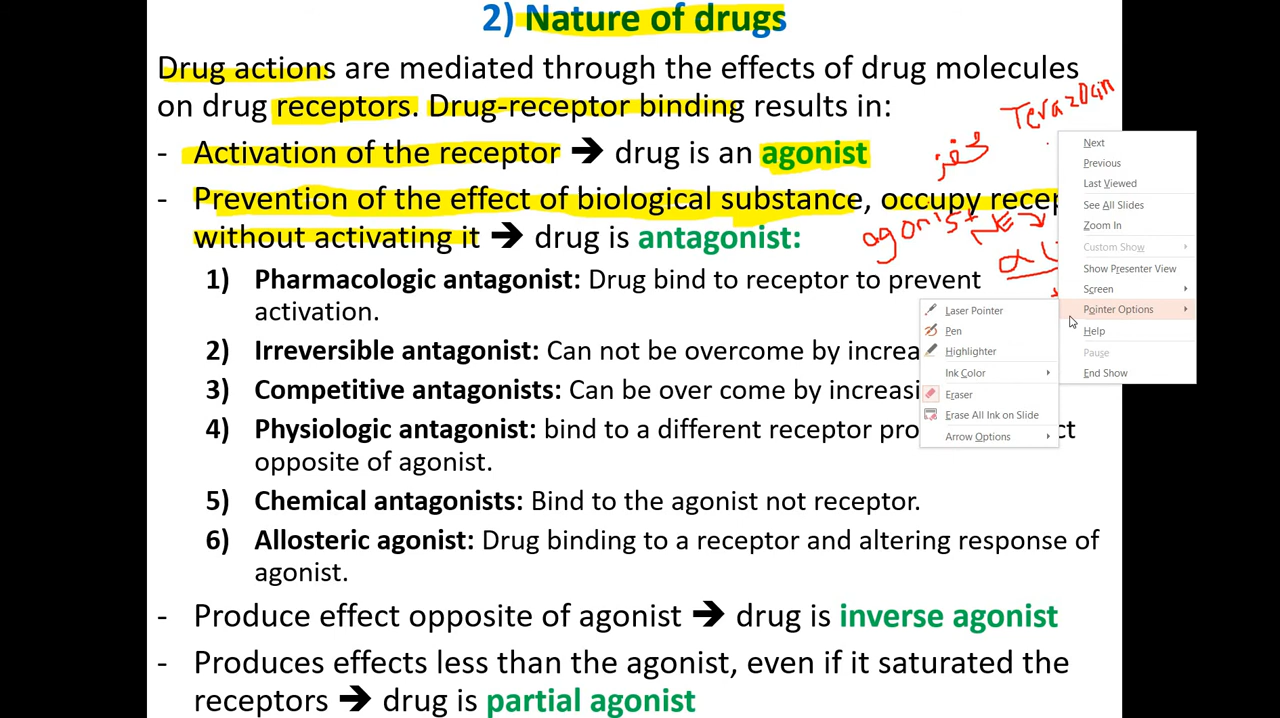 2) Nature of drugs
Drug actions are mediated through the effects of drug molecules
on drug receptors. Drug-receptor binding results in:
- Activation of the receptor ➔ drug is an agonist
- Prevention of the effect of biological substance, occupy recep
without activating it ➔ drug is antagonist:
1) Pharmacologic antagonist: Drug bind to receptor to prevent
activation.
2) Irreversible antagonist: Can not be overcome by increa
3) Competitive antagonists: Can be over come by increasi
4) Physiologic antagonist: bind to a different receptor pro ct
opposite of agonist.
5) Chemical antagonists: Bind to the agonist not receptor.
6) Allosteric agonist: Drug binding to a receptor and altering response of
agonist.
- Produce effect opposite of agonist ➔ drug is inverse agonist
- Produces effects less than the agonist, even if it saturated the
receptors ➔ drug is partial agonist
agonist NE
α
Next
Previous
Last Viewed
See All Slides
Zoom In
Custom Show
Show Presenter View
Screen
Pointer Options
Help
Pause
End Show
Laser Pointer
Pen
Highlighter
Ink Color
Eraser
Erase All Ink on Slide
Arrow Options